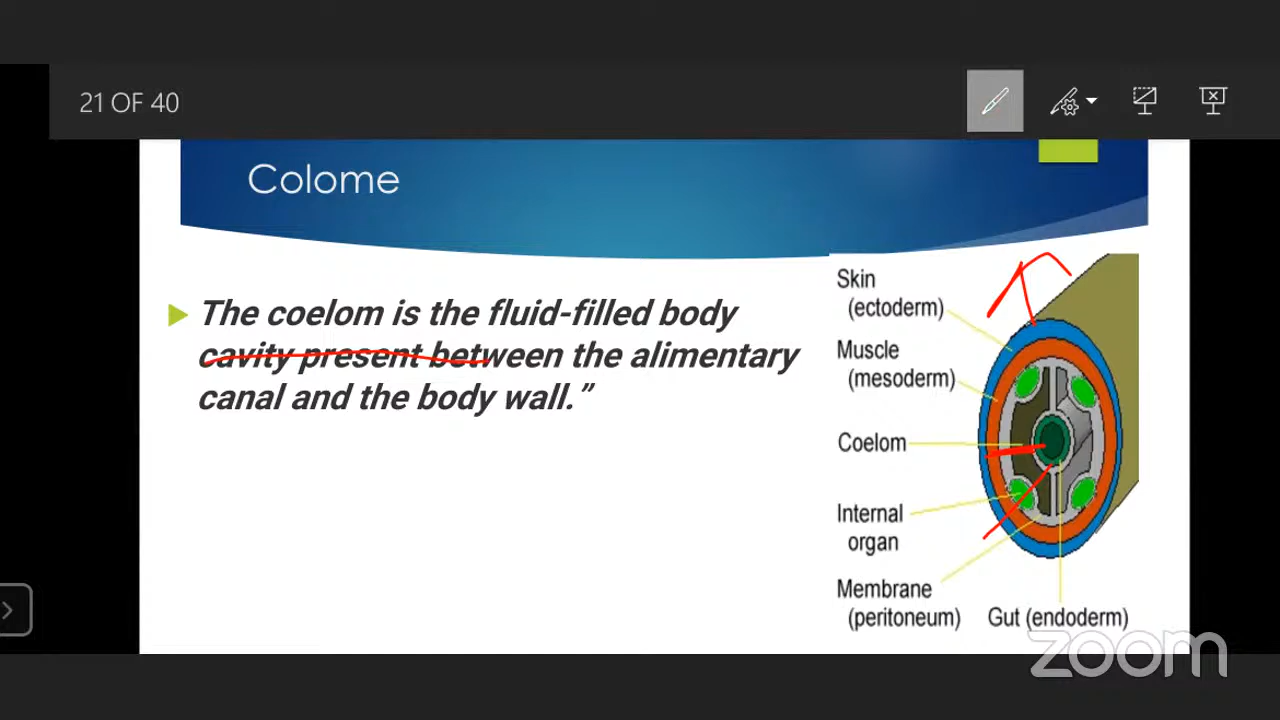 21 OF 40
Colome
The coelom is the fluid-filled body
cavity present between the alimentary
canal and the body wall.”
Skin
(ectoderm)
Muscle
(mesoderm)
Coelom
Internal
organ
Membrane
(peritoneum)
Gut (endoderm)
zoom